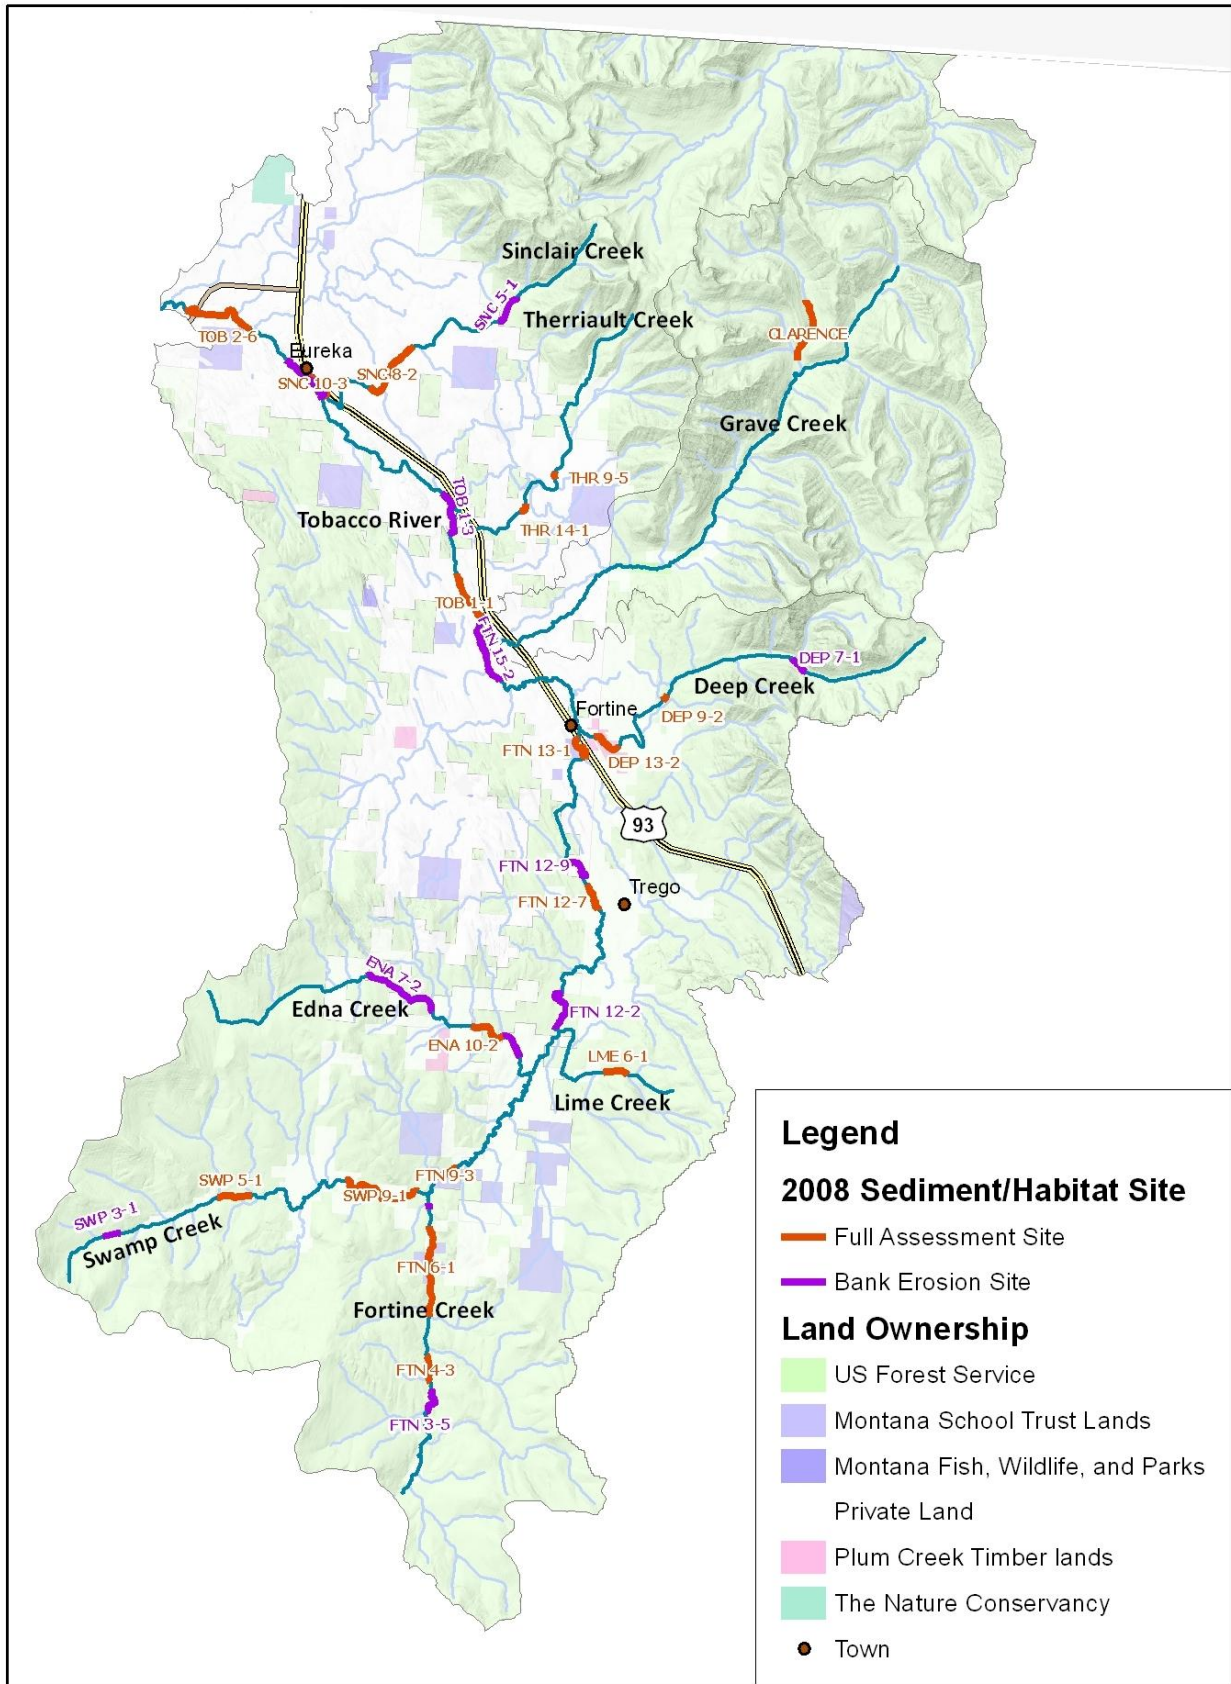 Sinclair Creek
SNC 5-1
Therriault Creek
CLARENCE
TOB 2-6
Eureka
SNC 8-2
SNC 10-3
Grave Creek
THR 9-5
TOB 1-3
Tobacco River
THR 14-1
TOB 1-1
FTN 15-2
DEP 7-1
Deep Creek
Fortine
DEP 9-2
FTN 13-1
DEP 13-2
93
FTN 12-9
Trego
FTN 12-7
ENA 7-2
Edna Creek
FTN 12-2
ENA 10-2
LME 6-1
Lime Creek
FTN 9-3
SWP 5-1
SWP 9-1
SWP 3-1
Swamp Creek
FTN 6-1
Fortine Creek
FTN 4-3
FTN 3-5
Legend
2008 Sediment/Habitat Site
Full Assessment Site
Bank Erosion Site
Land Ownership
US Forest Service
Montana School Trust Lands
Montana Fish, Wildlife, and Parks
Private Land
Plum Creek Timber lands
The Nature Conservancy
Town